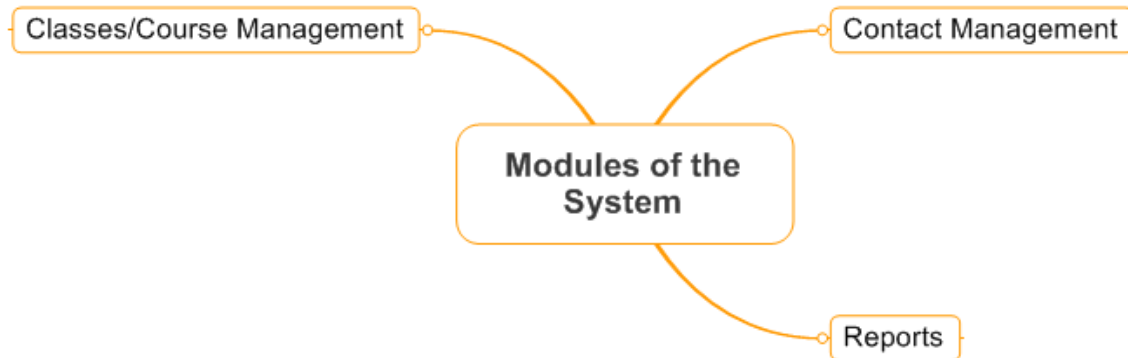 Classes/Course Management
Contact Management
Modules of the
System
Reports